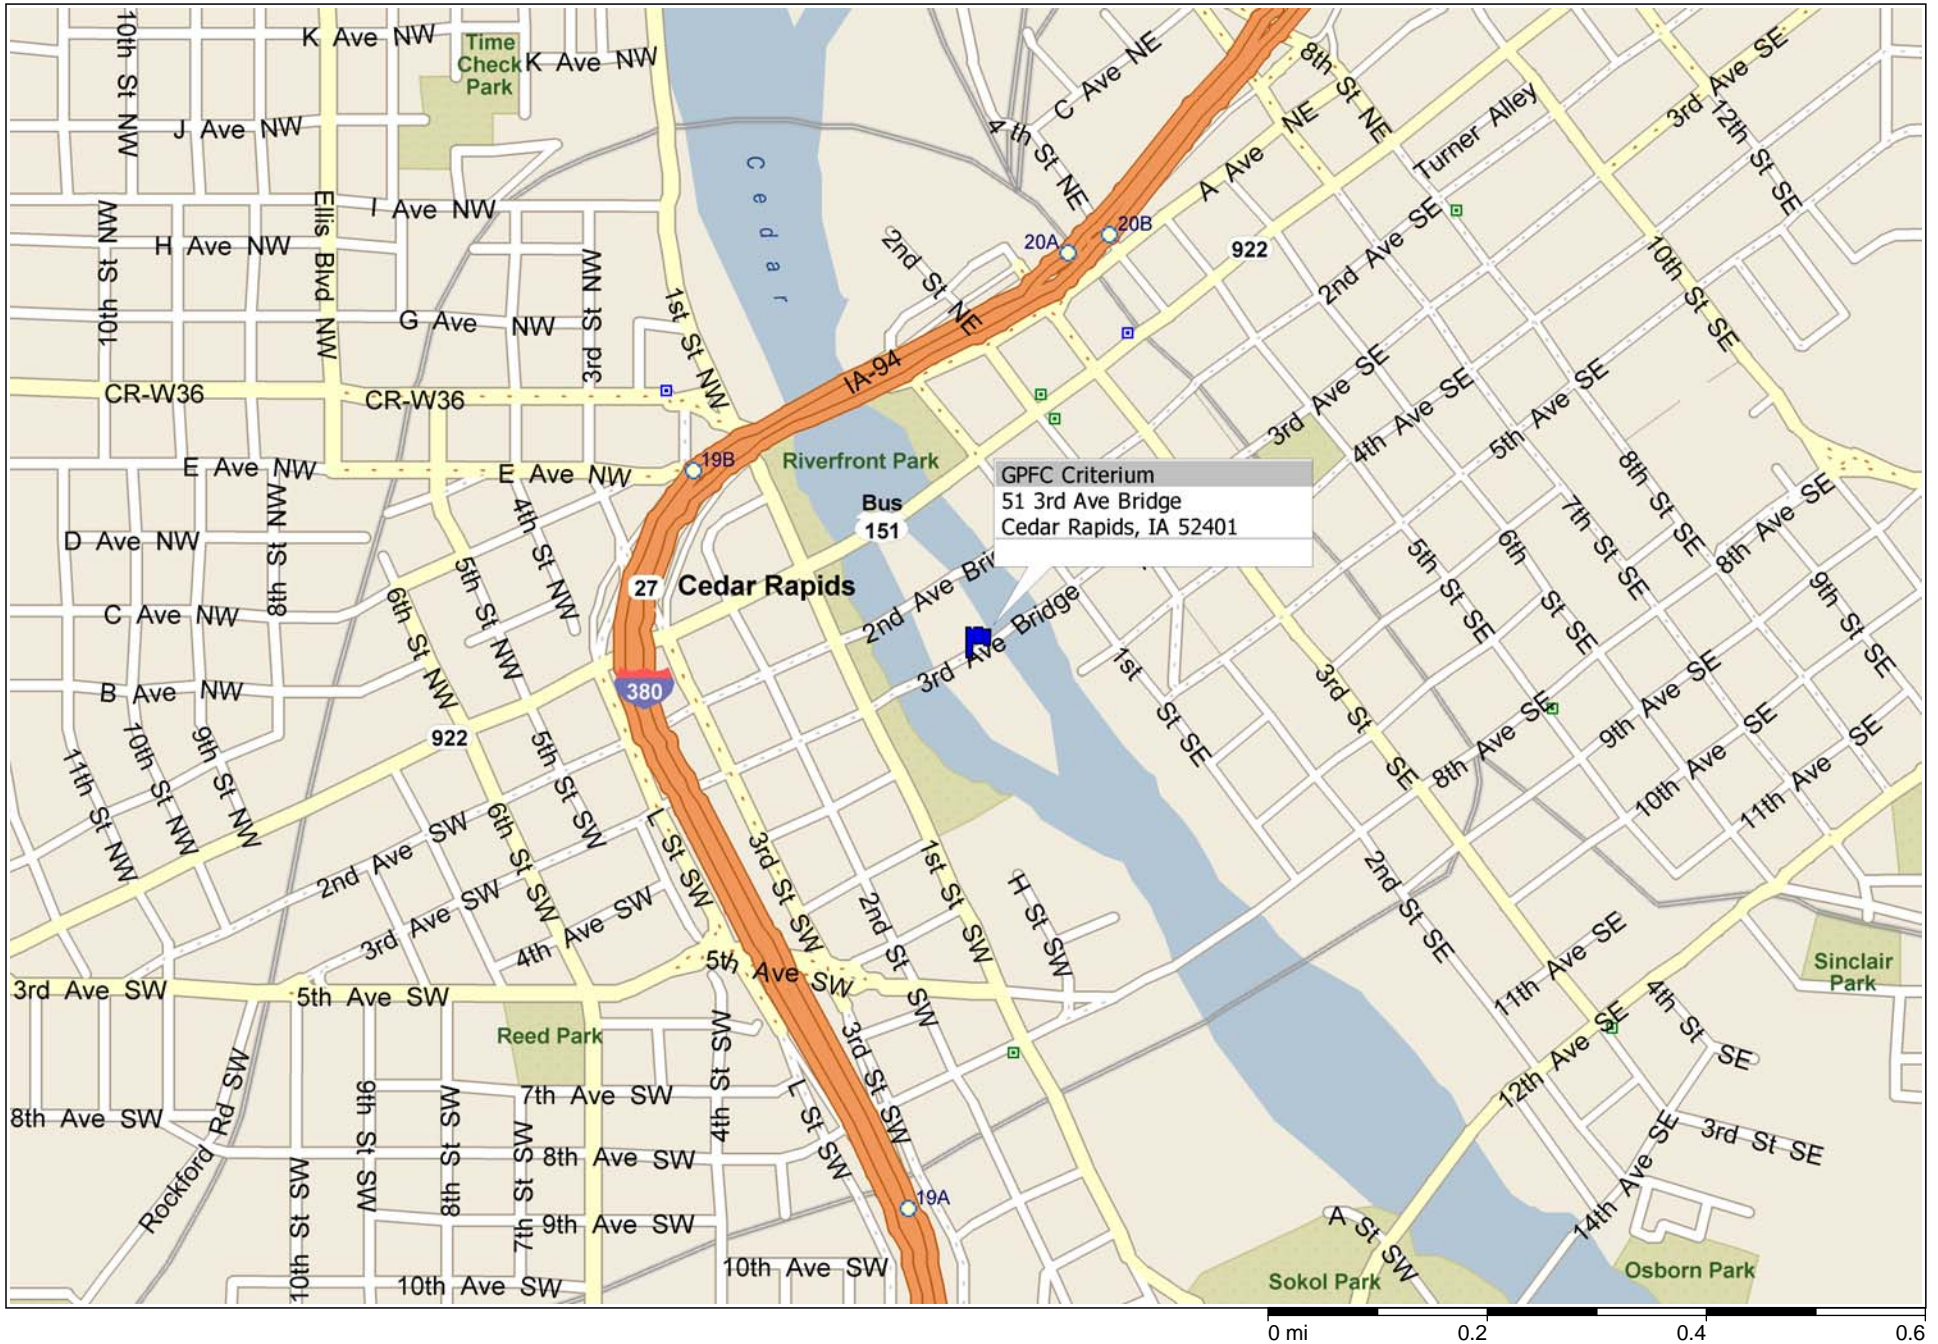 K Ave NW
Time
Check
Park
K Ave NW
10th St NW
J Ave NW
Ellis Blvd NW
I Ave NW
H Ave NW
10th St NW
3rd St NW
G Ave NW
1st St NW
Cedar
C Ave NE
4 th St NE
8th St NE
A Ave NE
Turner Alley
3rd Ave SE
12th St SE
20A
20B
922
2nd Ave SE
10th St SE
2nd St NE
IA-94
CR-W36
CR-W36
3rd Ave SE
4th Ave SE
5th Ave SE
E Ave NW
E Ave NW
19B
Riverfront Park
GPFC Criterium
51 3rd Ave Bridge
Cedar Rapids, IA 52401
Bus
151
8th St NW
4th St NW
D Ave NW
8th St SE
7th St SE
6th St SE
5th St SE
8th Ave SE
9th St SE
27
Cedar Rapids
5th St NW
6th St NW
C Ave NW
2nd Ave Bri
3rd Ave Bridge
B Ave NW
380
1st St SE
3rd St SE
9th Ave SE
8th Ave SE
10th Ave SE
11th Ave SE
922
11th St NW
10th St NW
9th St NW
5th St SW
6th St SW
L St SW
3rd St SW
2nd Ave SW
3rd Ave SW
4th Ave SW
1st St SW
2nd St SW
H St SW
2nd St SE
11th Ave SE
4th St SE
Sinclair
Park
5th Ave SW
3rd Ave SW
5th Ave SW
Reed Park
4th St SW
3rd St SW
12th Ave SE
Rockford Rd SW
9th St SW
8th St SW
7th Ave SW
L St SW
8th Ave SW
7th St SW
8th Ave SW
10th St SW
3rd St SE
14th Ave SE
19A
9th Ave SW
10th Ave SW
10th Ave SW
A St SW
Sokol Park
Osborn Park
0 mi
0.2
0.4
0.6